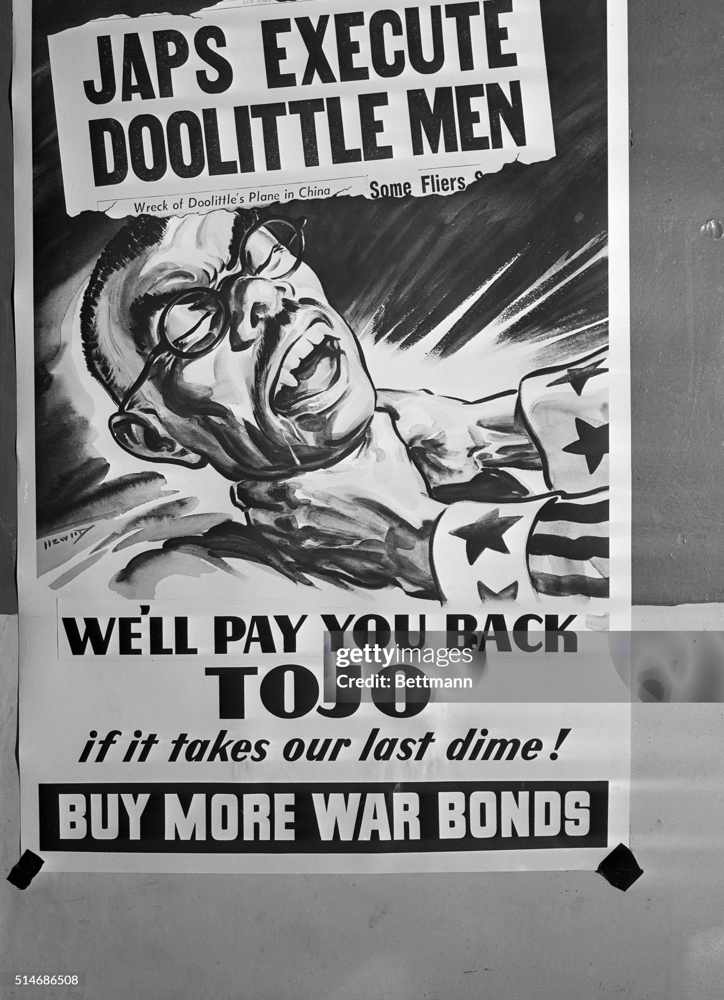 NEW YORK,
JAPS EXECUTE
DOOLITTLE MEN
Wreck of Doolittle's Plane in China
Some Fliers
HEWITT
WE'LL PAY YOU BACK
TOJO
if it takes our last dime!
BUY MORE WAR BONDS
gettyimages®
Credit: Bettmann
514686508